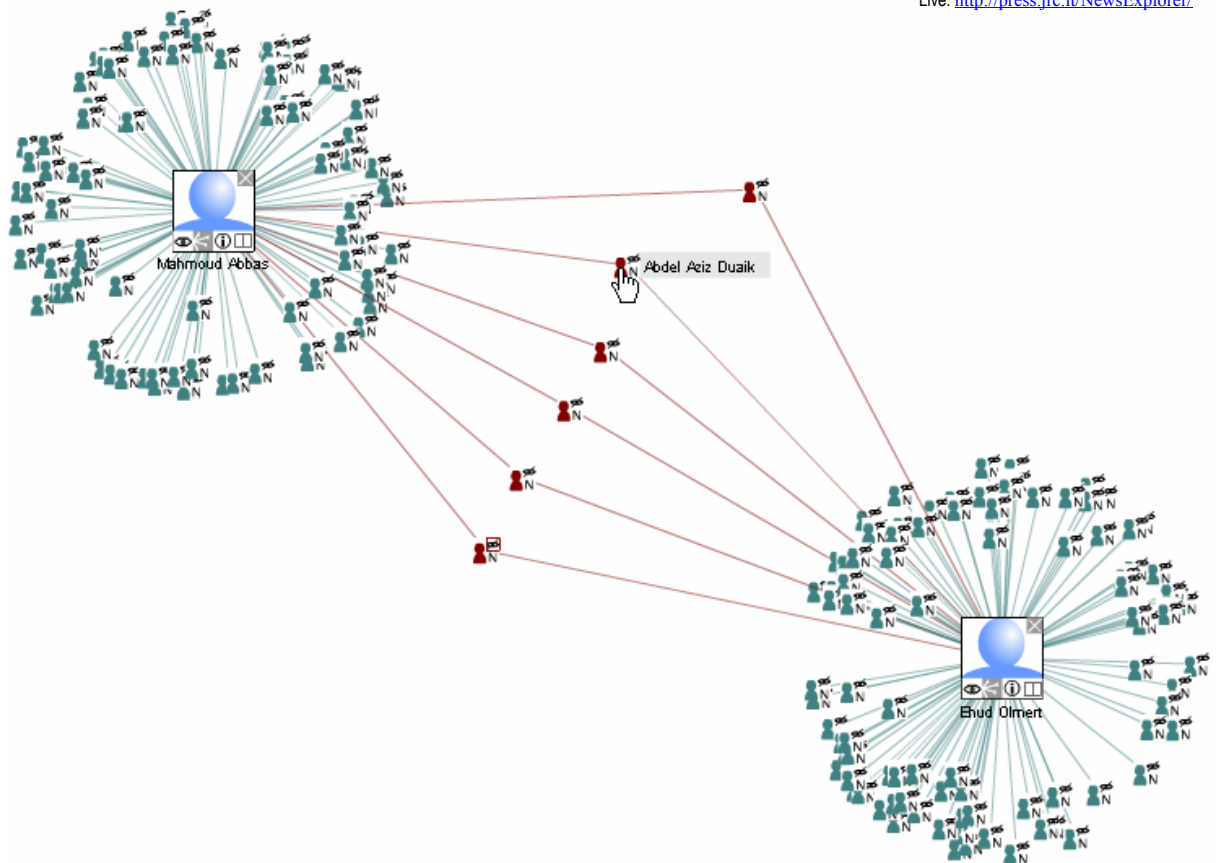 Live: http://press.jrc.it/NewsExplorer/
Mahmoud Abbas
Abdel Aziz Duaik
Ehud Olmert